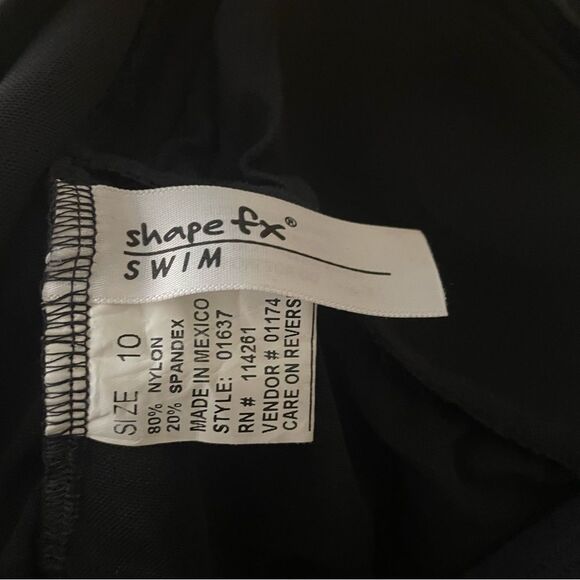 shape fx®
SWIM
SIZE 10
80% NYLON
20% SPANDEX
MADE IN MEXICO
STYLE: 01637
RN# 114261
VENDOR # 01174
CARE ON REVERS